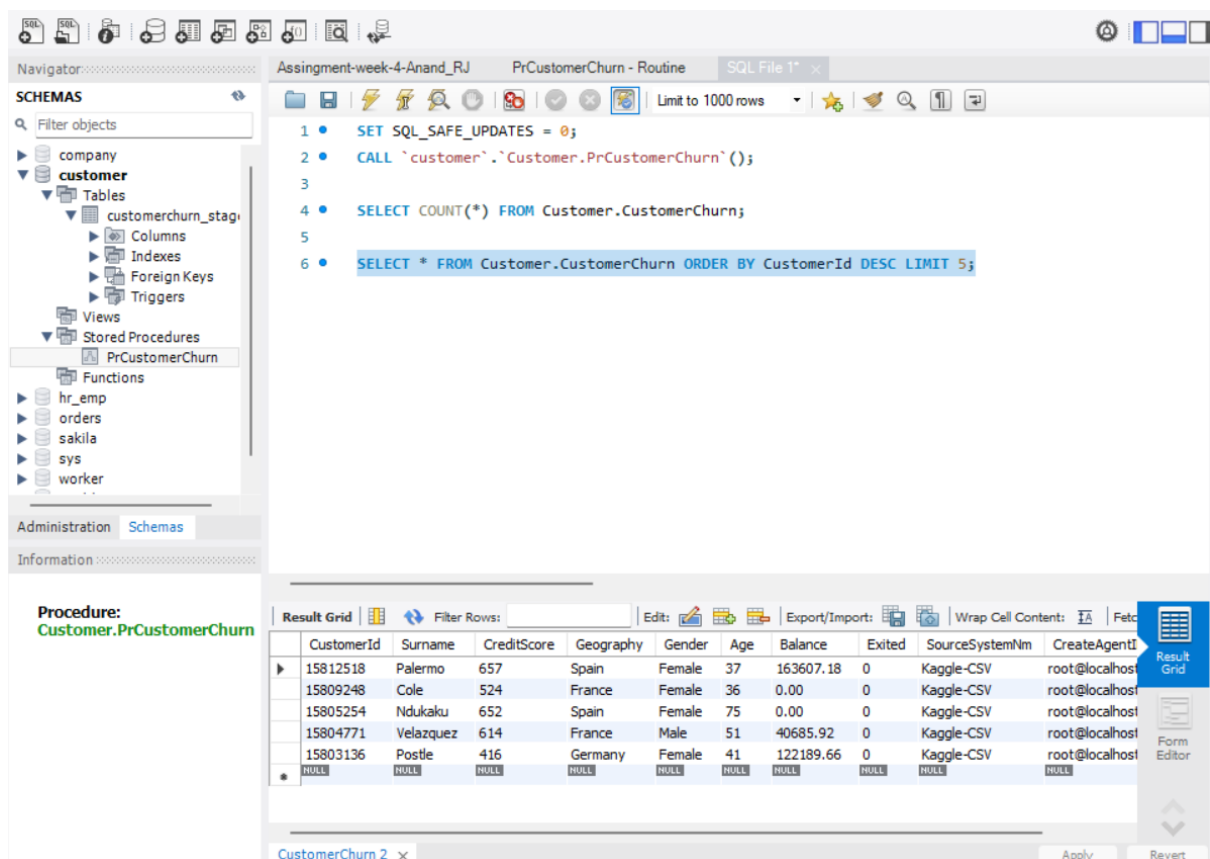 Navigator
SCHEMAS
Filter objects
company
customer
Tables
customerchurn_stag
Columns
Indexes
Foreign Keys
Triggers
Views
Stored Procedures
PrCustomerChurn
Functions
hr_emp
orders
sakila
sys
worker
Administration Schemas
Information
Procedure:
Customer.PrCustomerChurn
Assingment-week-4-Anand_RJ PrCustomerChurn - Routine SQL File 1*
Limit to 1000 rows
1 SET SQL_SAFE_UPDATES = 0;
2 CALL `customer`.`Customer.PrCustomerChurn`();
3
4 SELECT COUNT(*) FROM Customer.CustomerChurn;
5
6 SELECT * FROM Customer.CustomerChurn ORDER BY CustomerId DESC LIMIT 5;
Result Grid Filter Rows: Edit: Export/Import: Wrap Cell Content: Fetc
CustomerId Surname CreditScore Geography Gender Age Balance Exited SourceSystemNm CreateAgentI
15812518 Palermo 657 Spain Female 37 163607.18 0 Kaggle-CSV root@localhost
15809248 Cole 524 France Female 36 0.00 0 Kaggle-CSV root@localhost
15805254 Ndukaku 652 Spain Female 75 0.00 0 Kaggle-CSV root@localhost
15804771 Velazquez 614 France Male 51 40685.92 0 Kaggle-CSV root@localhost
15803136 Postle 416 Germany Female 41 122189.66 0 Kaggle-CSV root@localhost
NULL NULL NULL NULL NULL NULL NULL NULL NULL NULL
Result
Grid
Form
Editor
CustomerChurn 2
Apply Revert